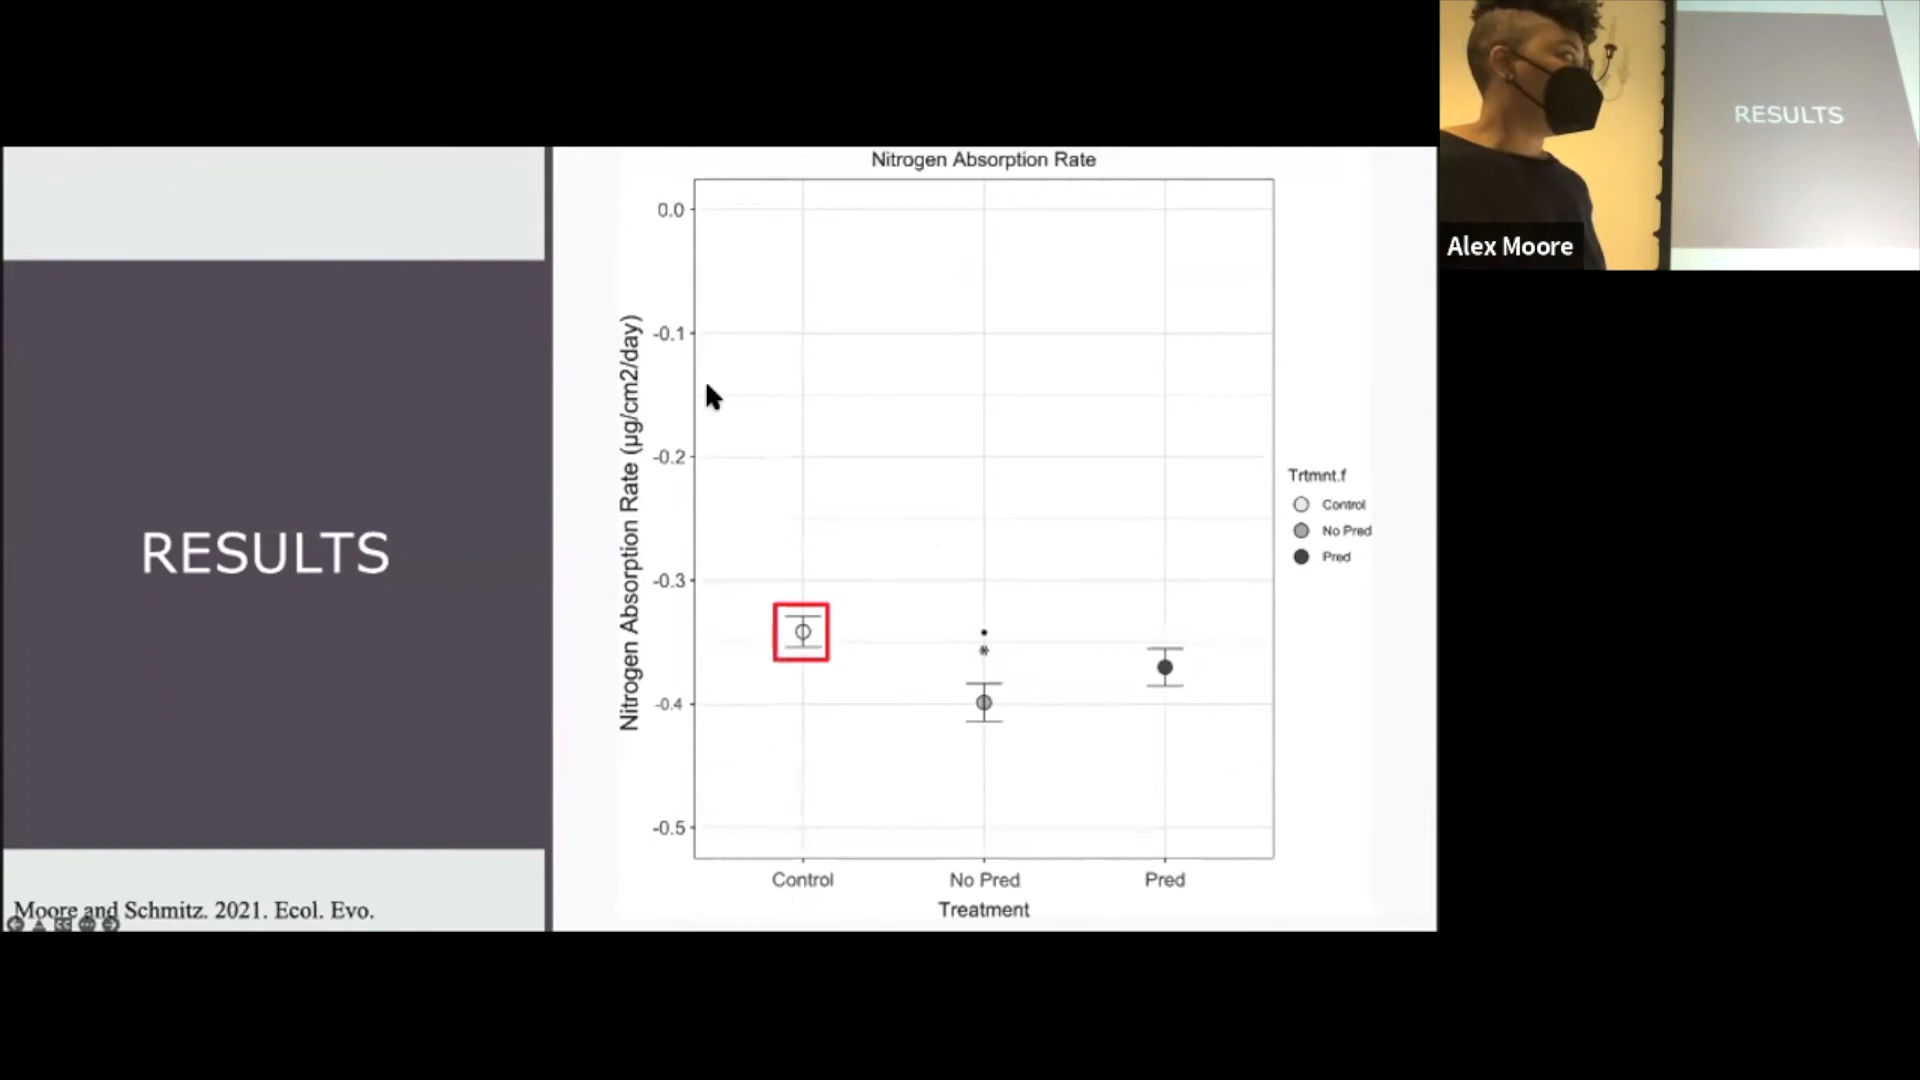 RESULTS
Moore and Schmitz. 2021. Ecol. Evo.
Nitrogen Absorption Rate
Nitrogen Absorption Rate (µg/cm2/day)
0.0
-0.1
-0.2
-0.3
-0.4
-0.5
*
Control
No Pred
Pred
Treatment
Trtmnt.f
Control
No Pred
Pred
RESULTS
Alex Moore